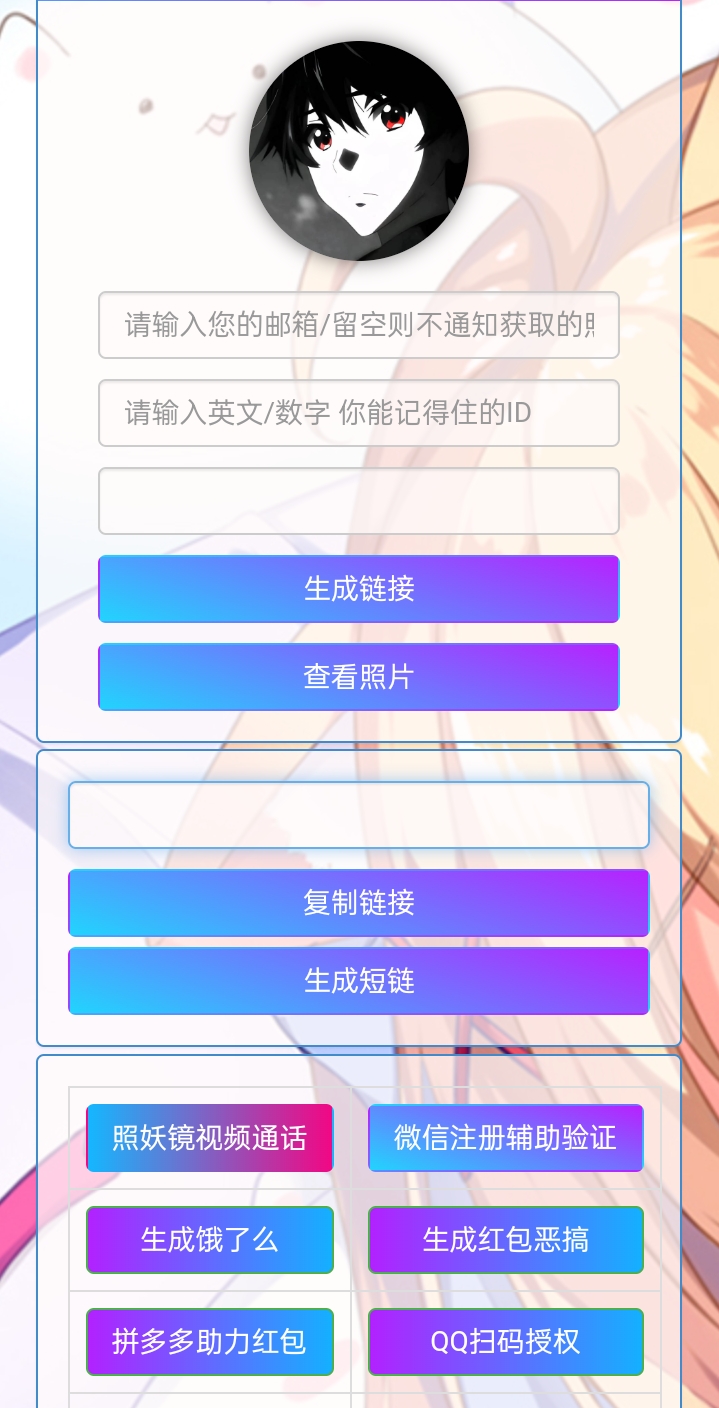 请输入您的邮箱/留空则不通知获取的
请输入英文/数字 你能记得住的ID
生成链接
查看照片
复制链接
生成短链
照妖镜视频通话
微信注册辅助验证
生成饿了么
生成红包恶搞
拼多多助力红包
QQ扫码授权